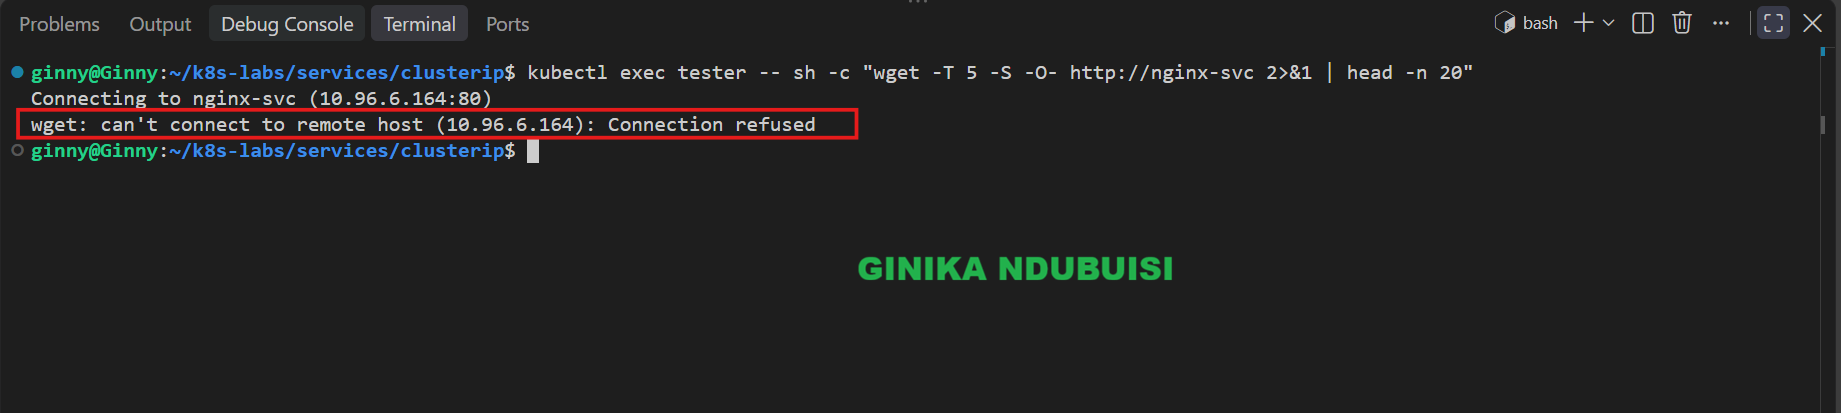 Problems Output Debug Console Terminal Ports bash
ginny@Ginny:~/k8s-labs/services/clusterip$ kubectl exec tester -- sh -c "wget -T 5 -S -O- http://nginx-svc 2>&1 | head -n 20"
Connecting to nginx-svc (10.96.6.164:80)
wget: can't connect to remote host (10.96.6.164): Connection refused
ginny@Ginny:~/k8s-labs/services/clusterip$
GINIKA NDUBUISI